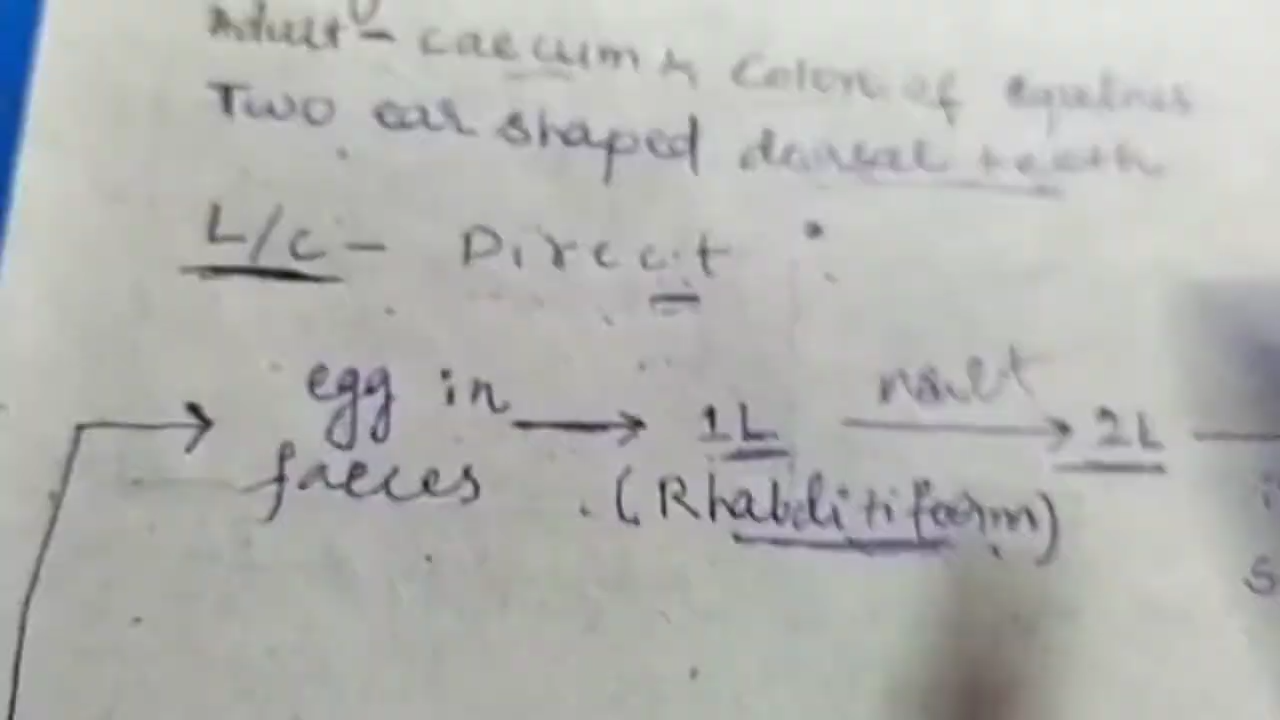 Adult - caecum & colon of equines
Two ear shaped dorsal teeth
L/c - Direct
egg in faeces → 1L (Rhabditiform) → moult → 2L